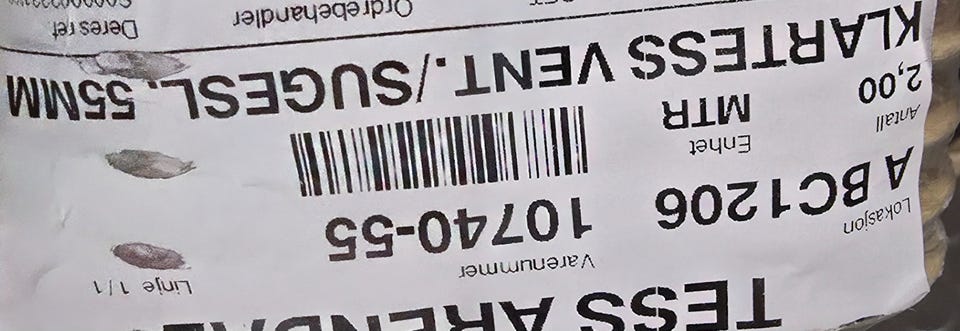 TESS ARENDAL
Linje 1/1
Lokasjon Varenummer
A BC1206 10740-55
Antall Enhet
2,00 MTR
KLARTESS VENT./SUGESL. 55MM
Ordrebehandler Deres ref